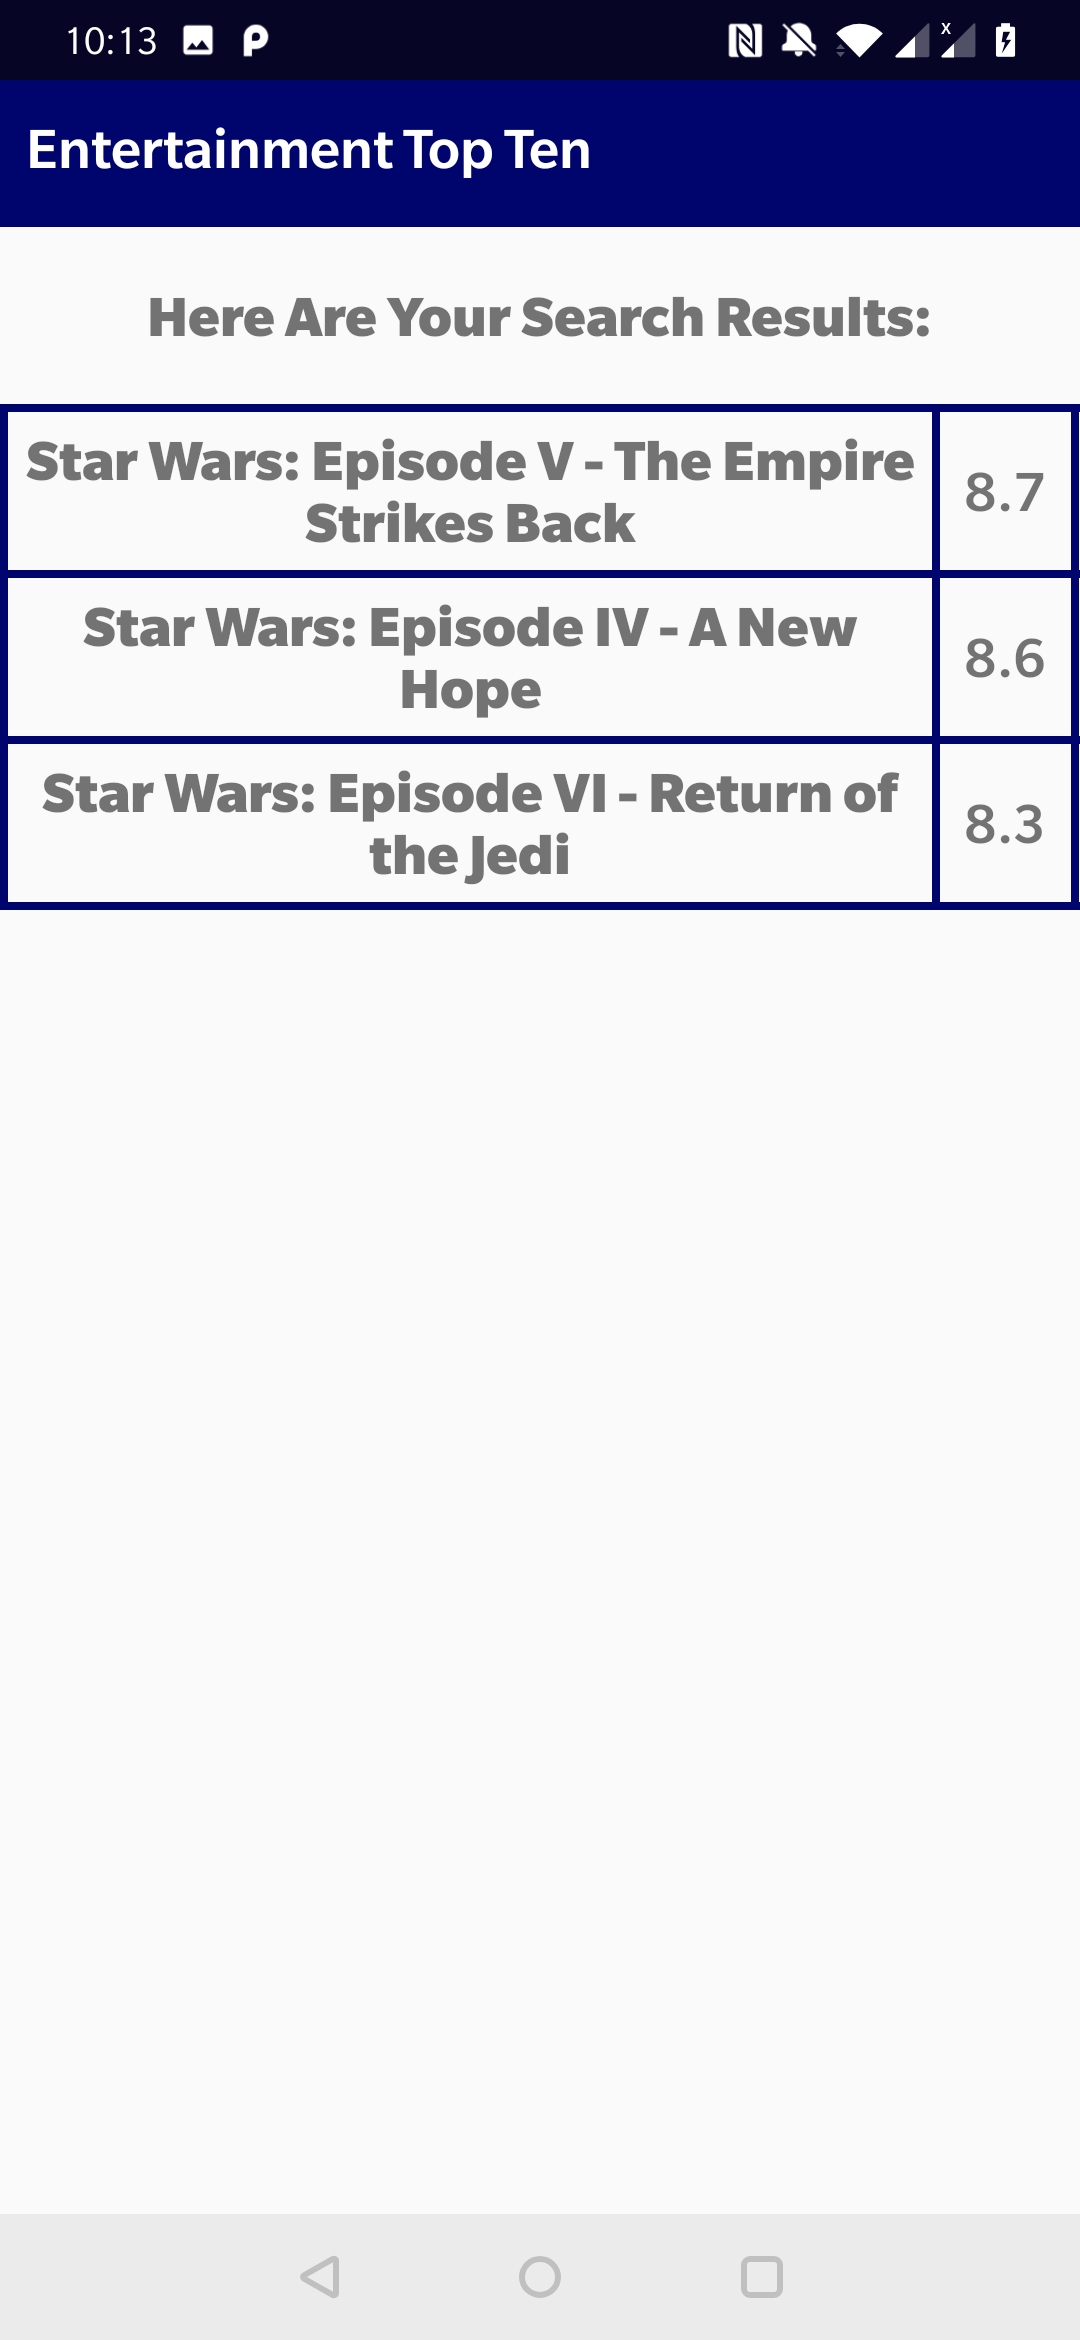 10:13
Entertainment Top Ten
Here Are Your Search Results:
Star Wars: Episode V - The Empire
Strikes Back
8.7
Star Wars: Episode IV - A New
Hope
8.6
Star Wars: Episode VI - Return of
the Jedi
8.3